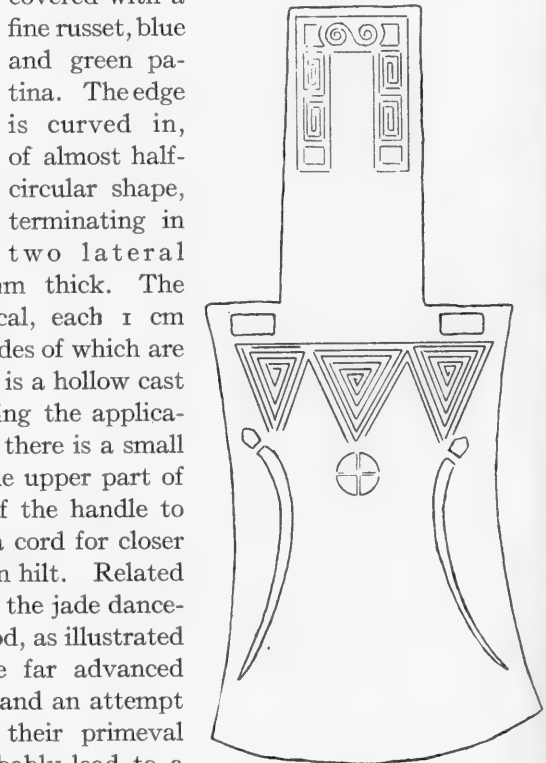 covered with a
fine russet, blue
and green pa-
tina. The edge
is curved in,
of almost half-
circular shape,
terminating in
two lateral
thick. The
each 1 cm
of which are
is a hollow cast
the applica-
there is a small
upper part of
the handle to
cord for closer
hilt. Related
the jade dance-
as illustrated
far advanced
and an attempt
their primeval
lead to a